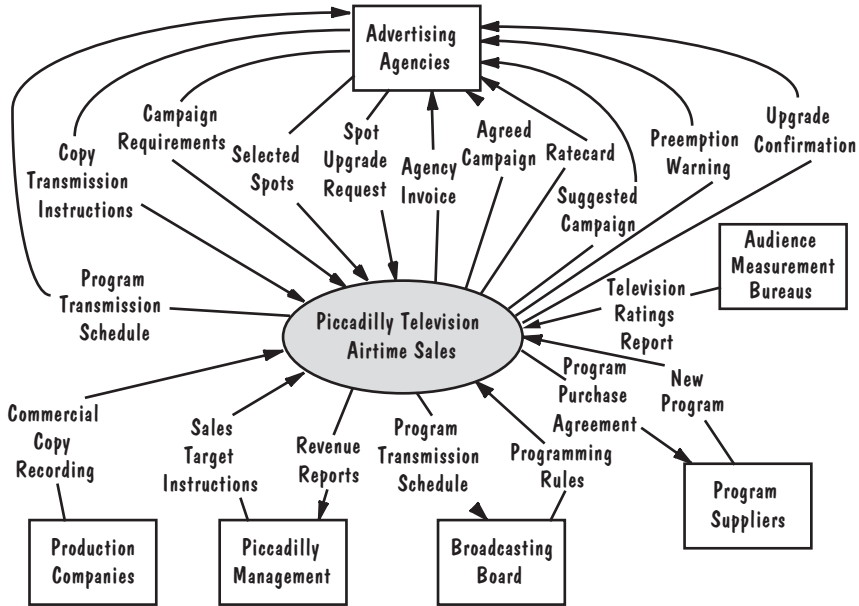 Advertising
Agencies
Campaign
Requirements
Copy
Transmission
Instructions
Selected
Spots
Spot
Upgrade
Request
Agency
Invoice
Agreed
Campaign
Ratecard
Suggested
Campaign
Preemption
Warning
Upgrade
Confirmation
Program
Transmission
Schedule
Piccadilly Television
Airtime Sales
Television
Ratings
Report
Audience
Measurement
Bureaus
Commercial
Copy
Recording
Sales
Target
Instructions
Revenue
Reports
Program
Transmission
Schedule
Programming
Rules
Program
Purchase
Agreement
New
Program
Production
Companies
Piccadilly
Management
Broadcasting
Board
Program
Suppliers